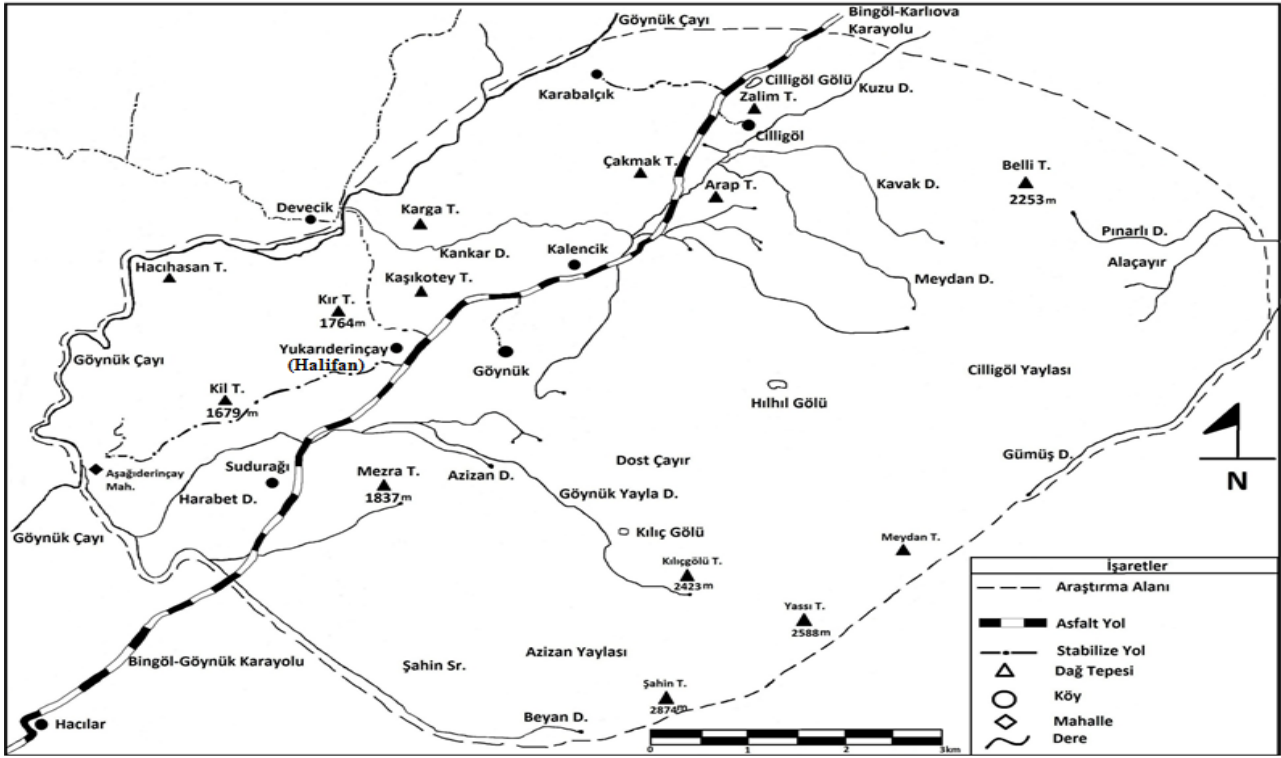 Göynük Çayı
Bingöl-Karlıova
Karayolu
Karabalçık
Cilligöl Gölü
Kuzu D.
Zalim T.
Cilligöl
Çakmak T.
Arap T.
Kavak D.
Belli T.
2253m
Devecik
Karga T.
Kankar D.
Kalencik
Pınarlı D.
Alaçayır
Meydan D.
Hacıhasan T.
Kaşıkotey T.
Kır T.
1764m
Göynük Çayı
Yukarıderinçay
(Halifan)
Göynük
Cilligöl Yaylası
Hılhıl Gölü
Kil T.
1679/m
Gümüş D.
N
Aşağıderinçay
Mah.
Sudurağı
Harabet D.
Mezra T.
1837m
Azizan D.
Dost Çayır
Göynük Yayla D.
Göynük Çayı
Kılıç Gölü
Kılıçgölü T.
2423m
Meydan T.
Yassı T.
2588m
Bingöl-Göynük Karayolu
Şahin Sr.
Azizan Yaylası
Şahin T.
2874m
Beyan D.
Hacılar
0 1 2 3km
İşaretler
Araştırma Alanı
Asfalt Yol
Stabilize Yol
Dağ Tepesi
Köy
Mahalle
Dere